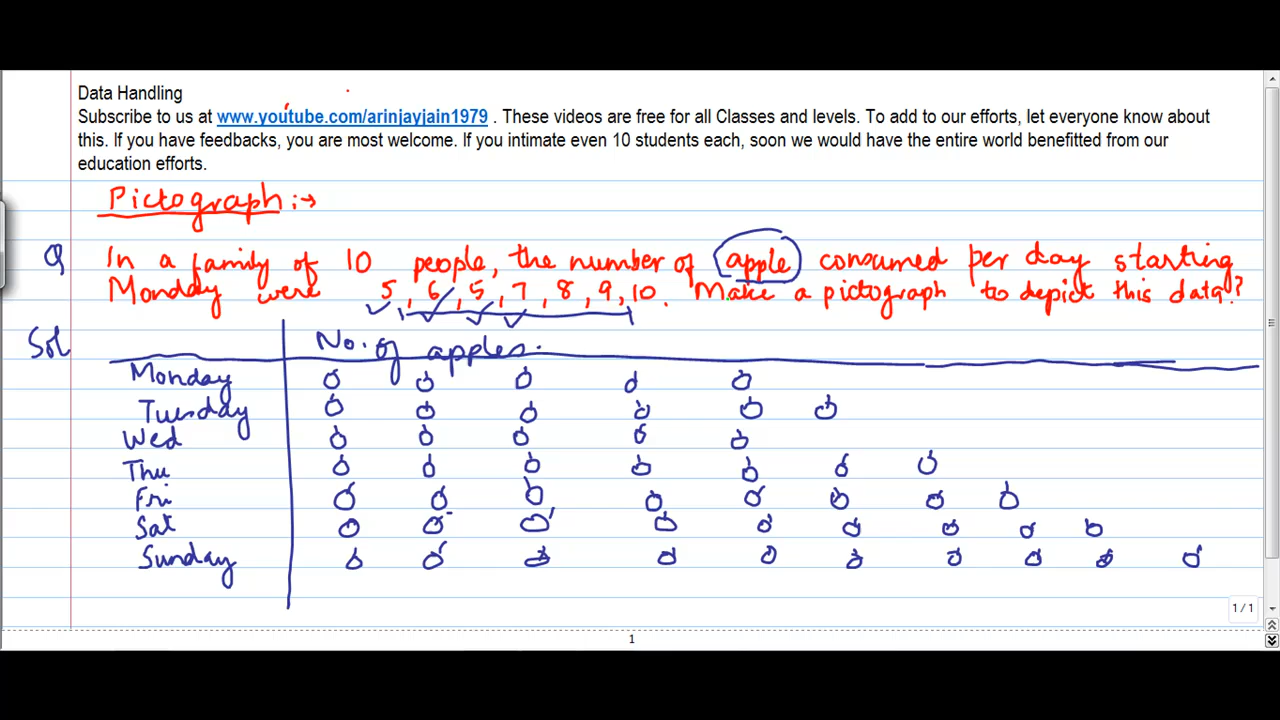 Data Handling
Subscribe to us at www.youtube.com/arinjayjain1979 . These videos are free for all Classes and levels. To add to our efforts, let everyone know about
this. If you have feedbacks, you are most welcome. If you intimate even 10 students each, soon we would have the entire world benefitted from our
education efforts.
Pictograph :→
Q In a family of 10 people, the number of apple consumed per day starting
Monday were 5, 6, 5, 7, 8, 9, 10. Make a pictograph to depict this data?
Sol No. of apples.
Monday
Tuesday
Wed
Thu
Fri
Sat
Sunday
1 / 1
1